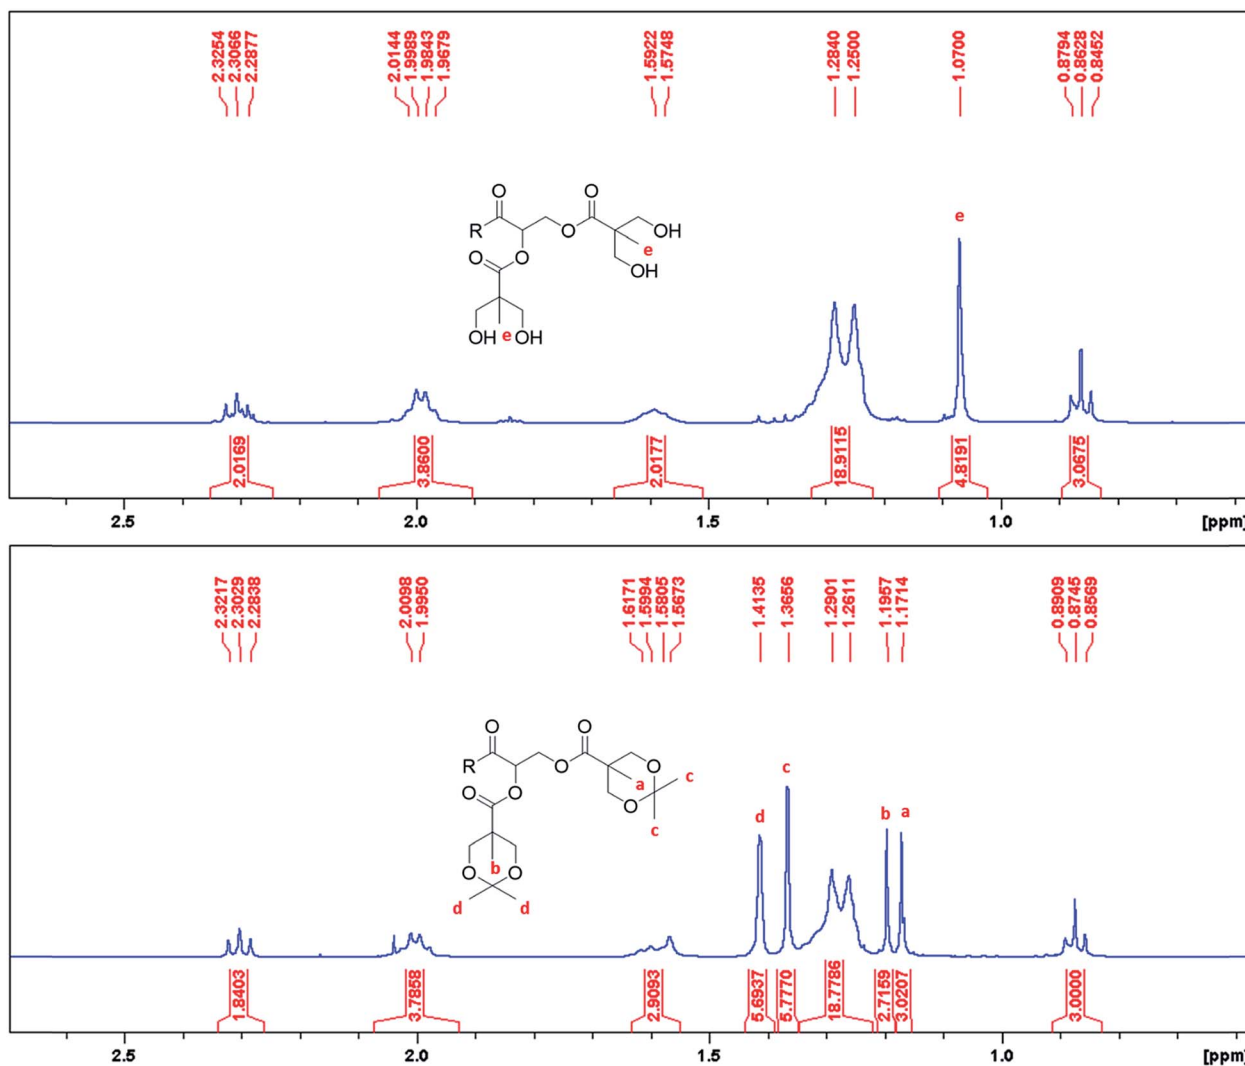 2.3254
2.3066
2.2877
2.0144
1.9989
1.9843
1.9679
1.5922
1.5748
1.2840
1.2500
1.0700
0.8794
0.8628
0.8452
O
O
R
O
OH
e
O
O
OH
OH e OH
e
2.0169
3.8600
2.0177
18.9115
4.8191
3.0675
2.5
2.0
1.5
1.0
[ppm]
2.3217
2.3029
2.2838
2.0098
1.9950
1.6171
1.5994
1.5805
1.5673
1.4135
1.3656
1.2901
1.2611
1.1957
1.1714
0.8909
0.8745
0.8569
O
O
R
O
O
c
a
O
O
O
c
b
O
O
d
d
d
c
b
a
1.8403
3.7858
2.9093
5.6937
5.7770
18.7786
2.7159
3.0207
3.0000
2.5
2.0
1.5
1.0
[ppm]